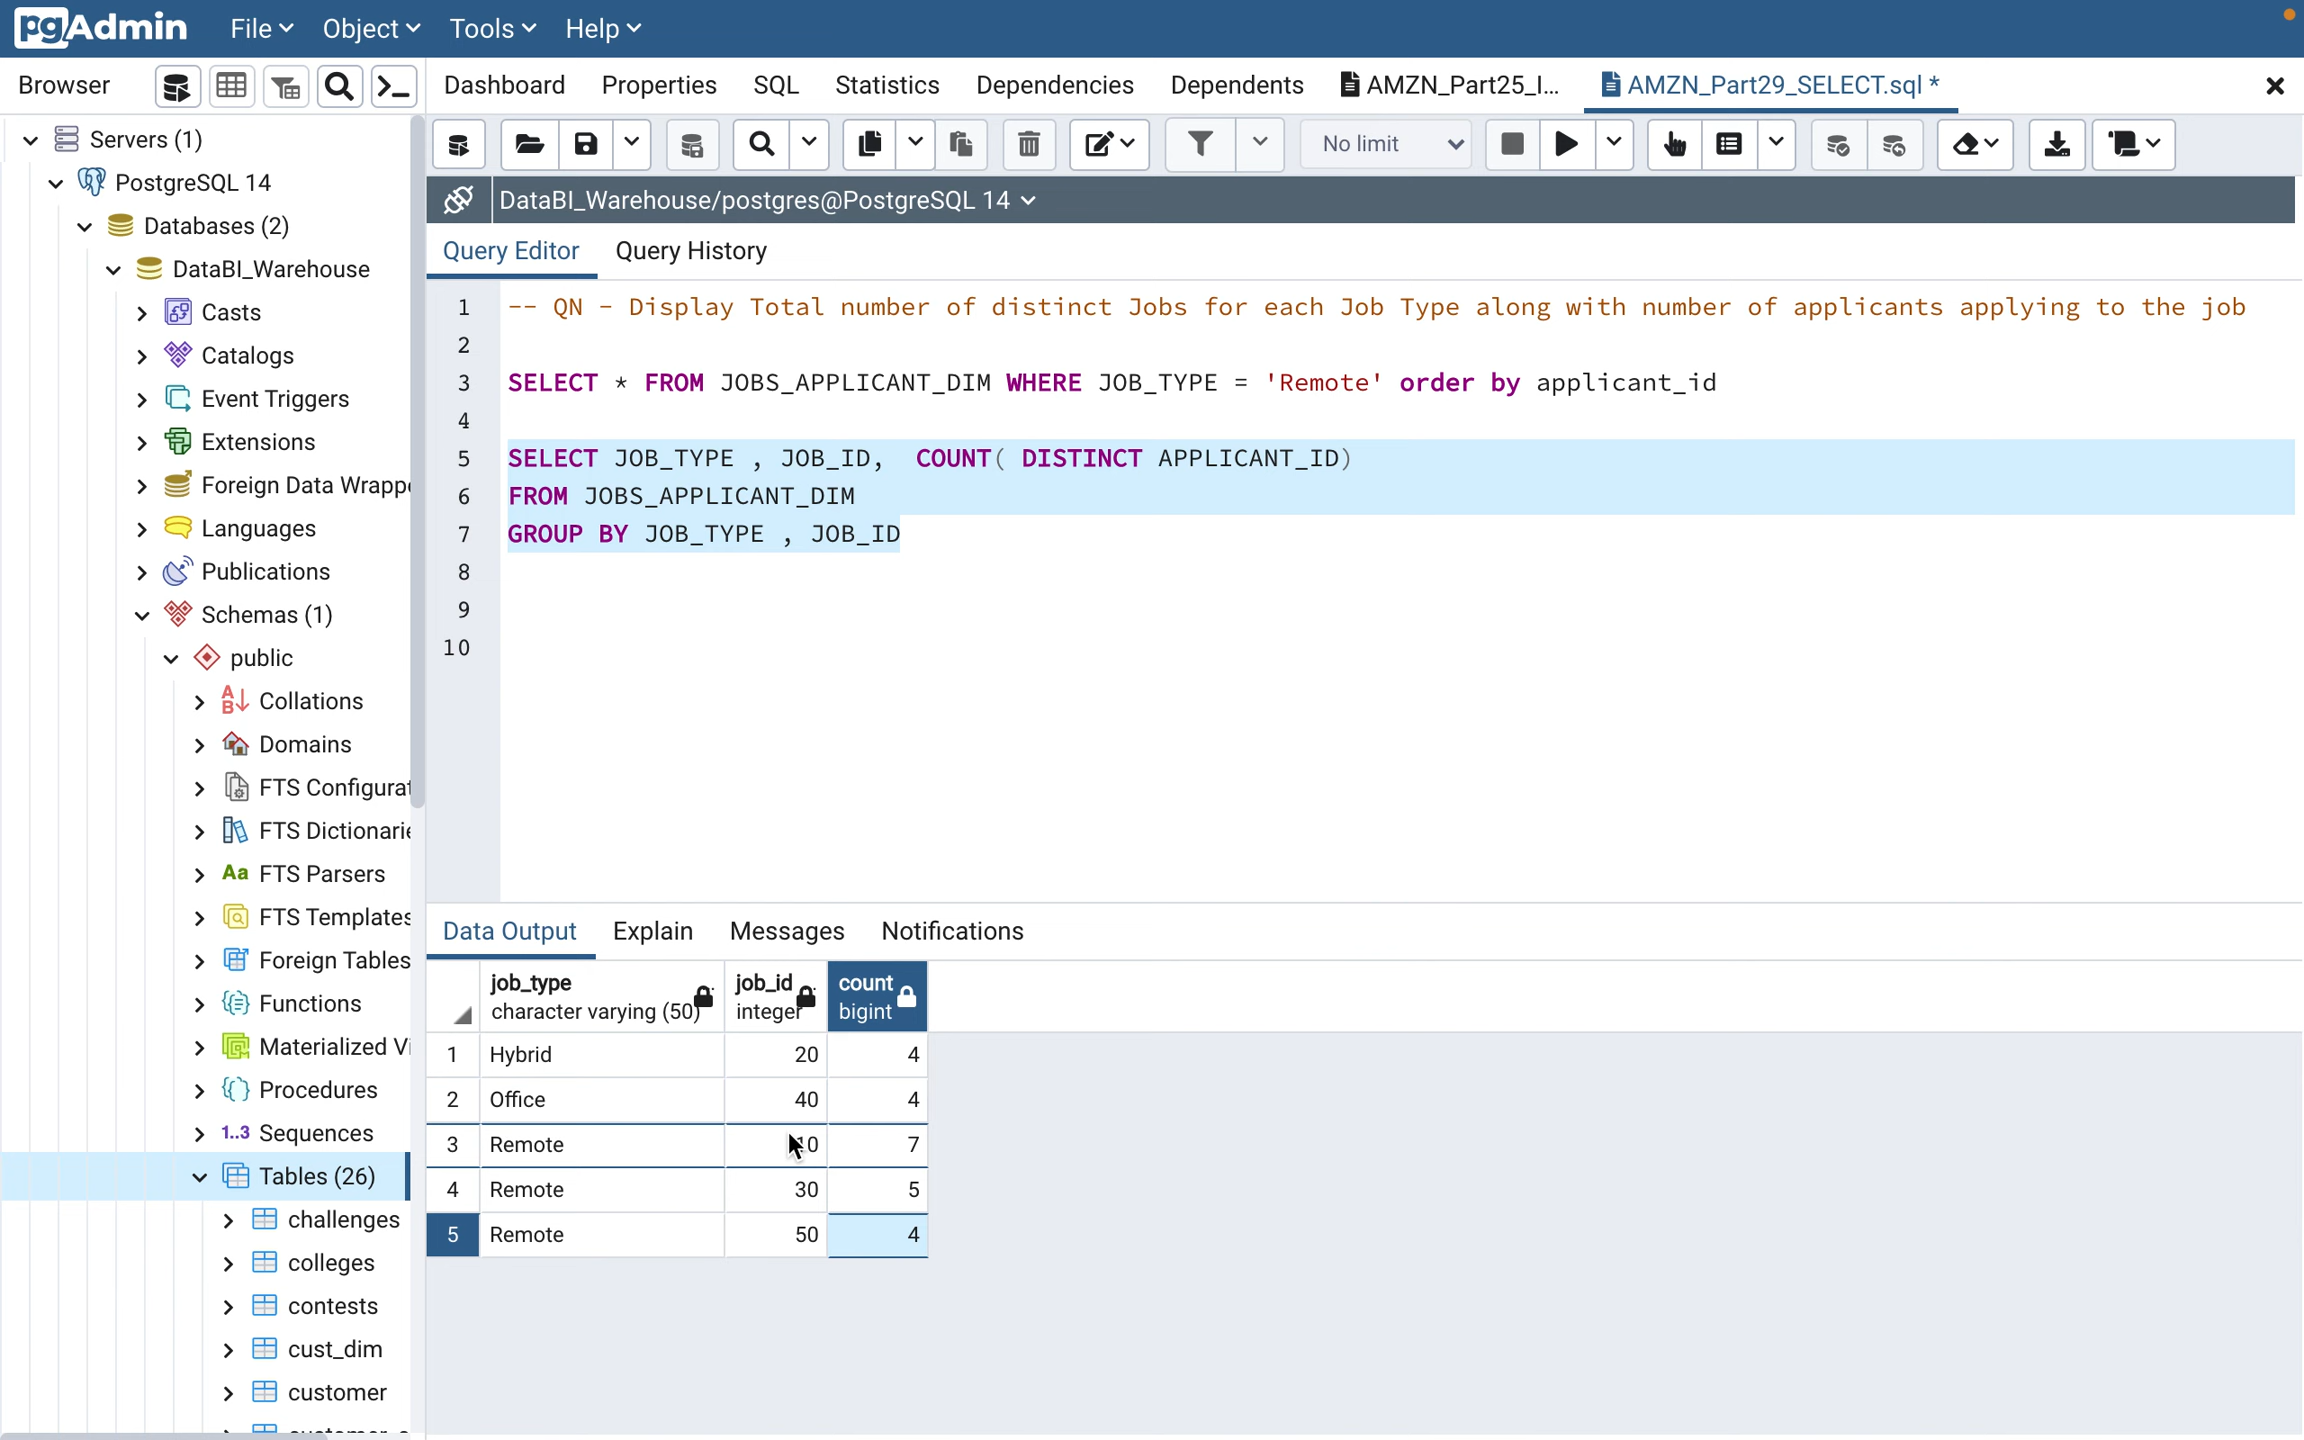 pgAdmin File Object Tools Help
Browser Dashboard Properties SQL Statistics Dependencies Dependents AMZN_Part25_I... AMZN_Part29_SELECT.sql *
Servers (1)
PostgreSQL 14
Databases (2)
DataBI_Warehouse
Casts
Catalogs
Event Triggers
Extensions
Foreign Data Wrappe
Languages
Publications
Schemas (1)
public
Collations
Domains
FTS Configurat
FTS Dictionarie
FTS Parsers
FTS Templates
Foreign Tables
Functions
Materialized Vi
Procedures
1..3 Sequences
Tables (26)
challenges
colleges
contests
cust_dim
customer
No limit
DataBI_Warehouse/postgres@PostgreSQL 14
Query Editor Query History
1 -- QN - Display Total number of distinct Jobs for each Job Type along with number of applicants applying to the job
2
3 SELECT * FROM JOBS_APPLICANT_DIM WHERE JOB_TYPE = 'Remote' order by applicant_id
4
5 SELECT JOB_TYPE , JOB_ID, COUNT( DISTINCT APPLICANT_ID)
6 FROM JOBS_APPLICANT_DIM
7 GROUP BY JOB_TYPE , JOB_ID
8
9
10
Data Output Explain Messages Notifications
job_type job_id count
character varying (50) integer bigint
1 Hybrid 20 4
2 Office 40 4
3 Remote 7
4 Remote 30 5
5 Remote 50 4